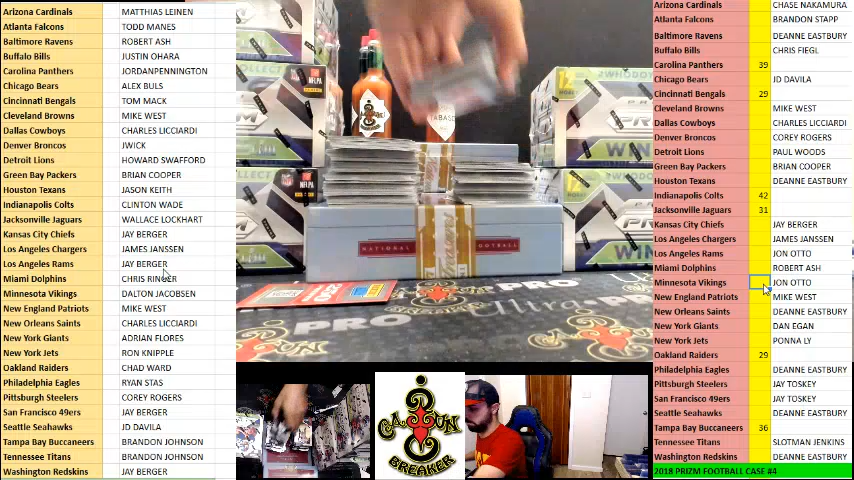 Arizona Cardinals MATTHIAS LEINEN
Atlanta Falcons TODD MANES
Baltimore Ravens ROBERT ASH
Buffalo Bills JUSTIN OHARA
Carolina Panthers JORDANPENNINGTON
Chicago Bears ALEX BULS
Cincinnati Bengals TOM MACK
Cleveland Browns MIKE WEST
Dallas Cowboys CHARLES LICCIARDI
Denver Broncos JWICK
Detroit Lions HOWARD SWAFFORD
Green Bay Packers BRIAN COOPER
Houston Texans JASON KEITH
Indianapolis Colts CLINTON WADE
Jacksonville Jaguars WALLACE LOCKHART
Kansas City Chiefs JAY BERGER
Los Angeles Chargers JAMES JANSSEN
Los Angeles Rams JAY BERGER
Miami Dolphins CHRIS RINGER
Minnesota Vikings DALTON JACOBSEN
New England Patriots MIKE WEST
New Orleans Saints CHARLES LICCIARDI
New York Giants ADRIAN FLORES
New York Jets RON KNIPPLE
Oakland Raiders CHAD WARD
Philadelphia Eagles RYAN STAS
Pittsburgh Steelers COREY ROGERS
San Francisco 49ers JAY BERGER
Seattle Seahawks JD DAVILA
Tampa Bay Buccaneers BRANDON JOHNSON
Tennessee Titans BRANDON JOHNSON
Washington Redskins JAY BERGER
TABASCO
NATIONAL FOOTBALL
PRO
Ultra
PRO
CA GUN
BREAKER
Arizona Cardinals CHASE NAKAMURA
Atlanta Falcons BRANDON STAPP
Baltimore Ravens DEANNE EASTBURY
Buffalo Bills CHRIS FIEGL
Carolina Panthers 39
Chicago Bears JD DAVILA
Cincinnati Bengals 29
Cleveland Browns MIKE WEST
Dallas Cowboys CHARLES LICCIARDI
Denver Broncos COREY ROGERS
Detroit Lions PAUL WOODS
Green Bay Packers BRIAN COOPER
Houston Texans DEANNE EASTBURY
Indianapolis Colts 42
Jacksonville Jaguars 31
Kansas City Chiefs JAY BERGER
Los Angeles Chargers JAMES JANSSEN
Los Angeles Rams JON OTTO
Miami Dolphins ROBERT ASH
Minnesota Vikings JON OTTO
New England Patriots MIKE WEST
New Orleans Saints DEANNE EASTBURY
New York Giants DAN EGAN
New York Jets PONNA LY
Oakland Raiders 29
Philadelphia Eagles DEANNE EASTBURY
Pittsburgh Steelers JAY TOSKEY
San Francisco 49ers JAY TOSKEY
Seattle Seahawks DEANNE EASTBURY
Tampa Bay Buccaneers 36
Tennessee Titans SLOTMAN JENKINS
Washington Redskins DEANNE EASTBURY
2018 PRIZM FOOTBALL CASE #4